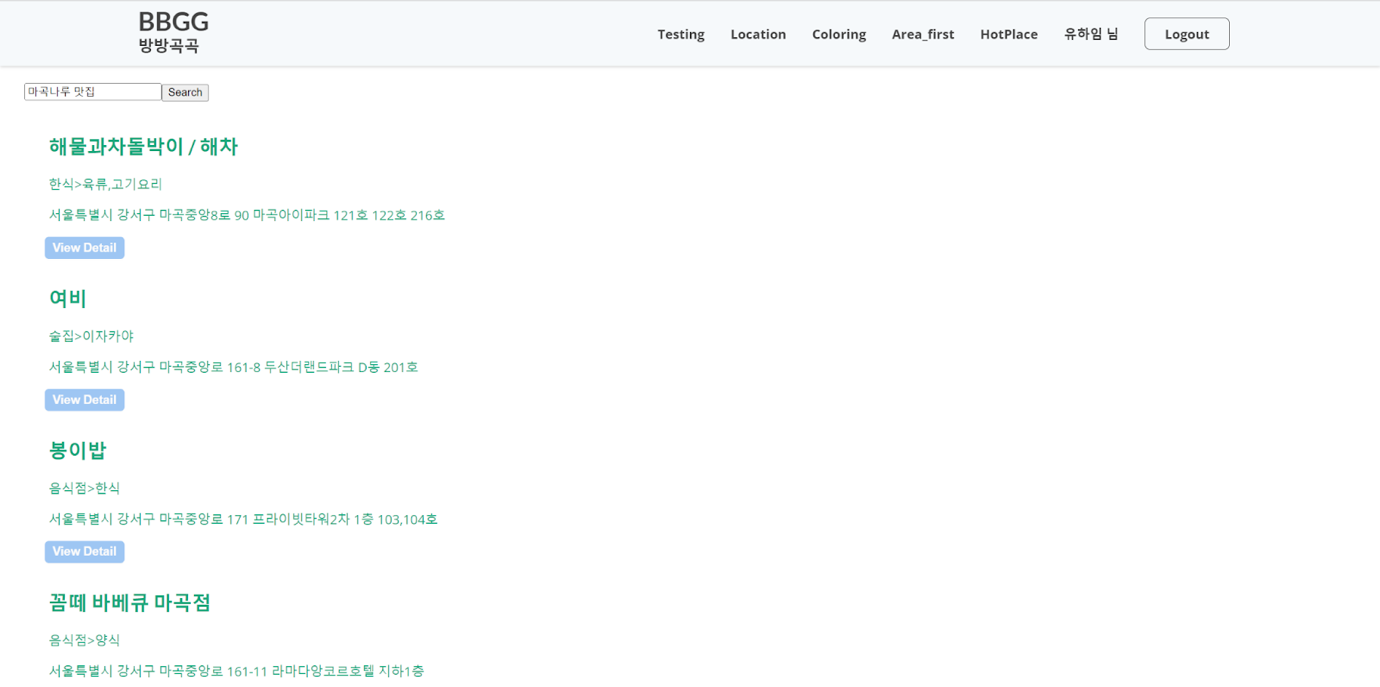 BBGG
방방곡곡
Testing Location Coloring Area_first HotPlace 유하임 님 Logout
마곡나루 맛집 Search
해물과차돌박이 / 해차
한식>육류,고기요리
서울특별시 강서구 마곡중앙8로 90 마곡아이파크 121호 122호 216호
View Detail
여비
술집>이자카야
서울특별시 강서구 마곡중앙로 161-8 두산더랜드파크 D동 201호
View Detail
봉이밥
음식점>한식
서울특별시 강서구 마곡중앙로 171 프라이빗타워2차 1층 103,104호
View Detail
꼼떼 바베큐 마곡점
음식점>양식
서울특별시 강서구 마곡중앙로 161-11 라마다앙코르호텔 지하1층